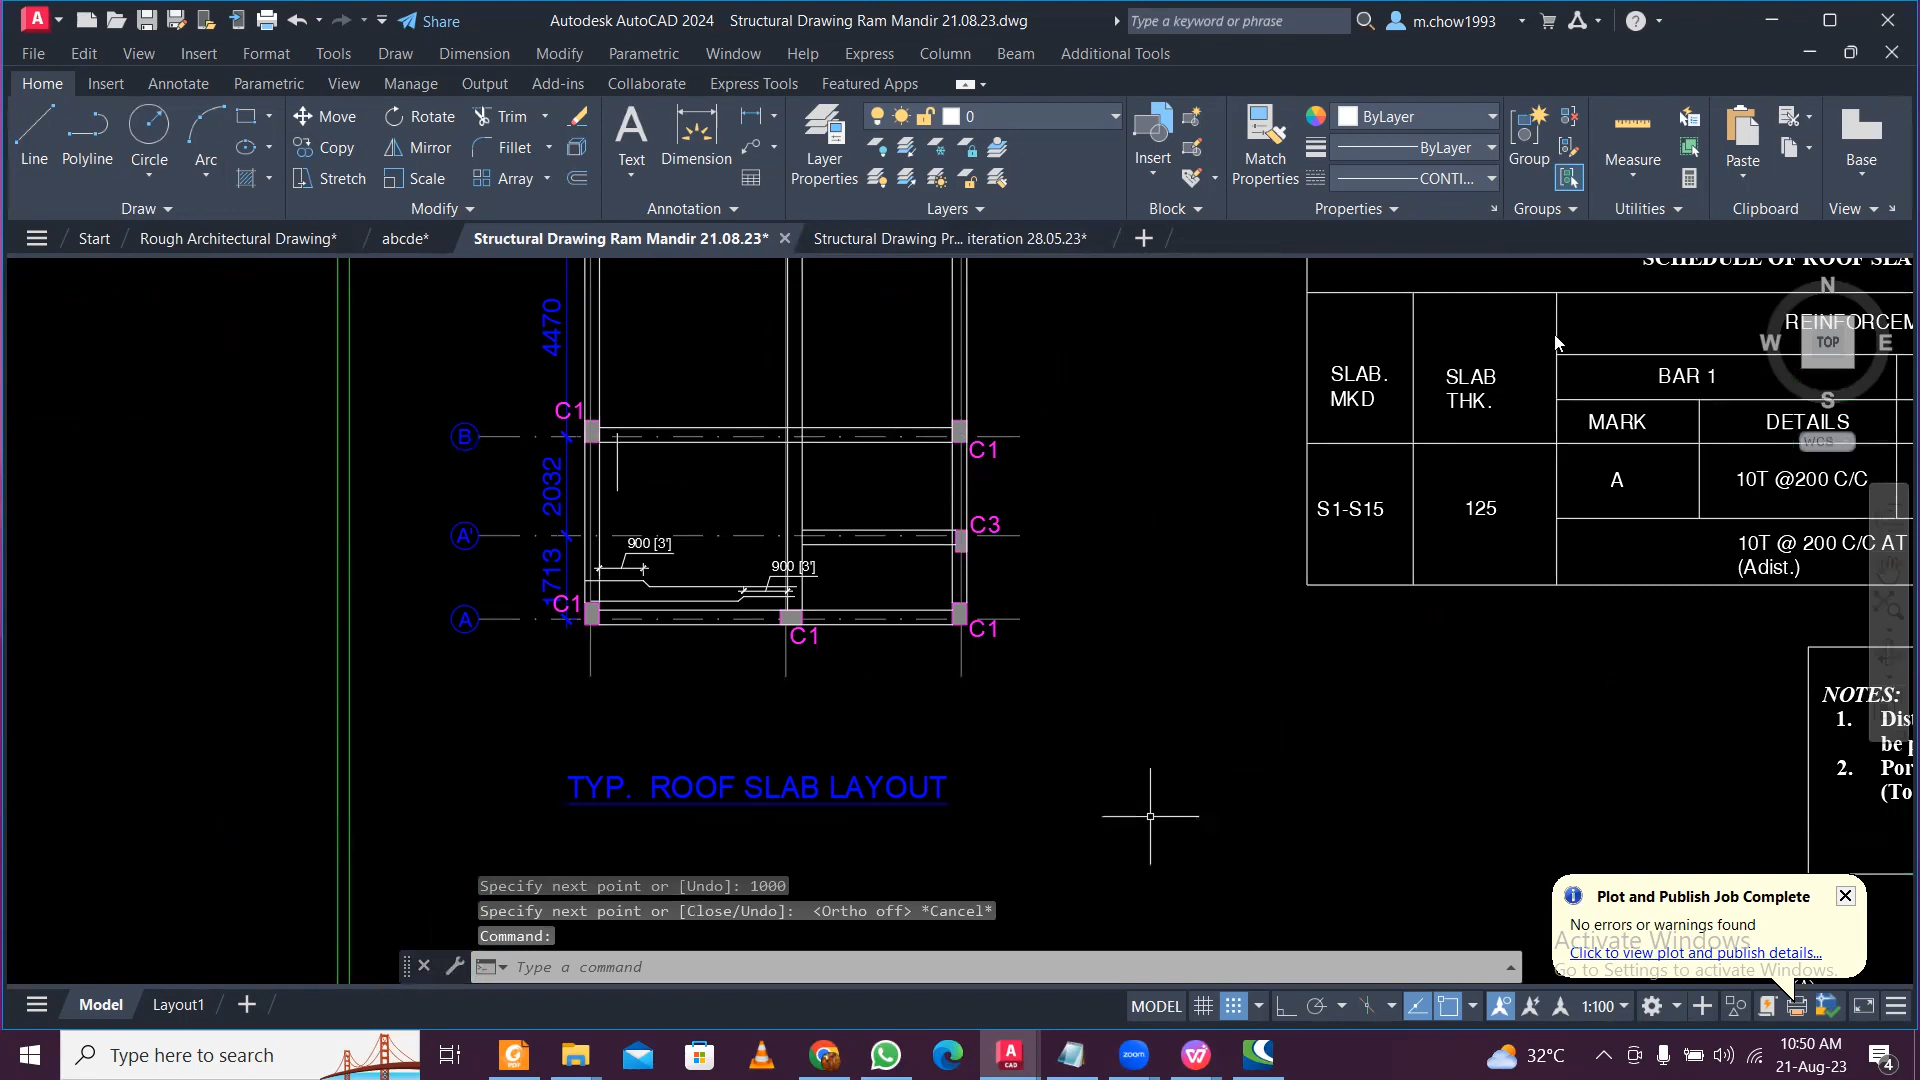 Share
Autodesk AutoCAD 2024 Structural Drawing Ram Mandir 21.08.23.dwg
Type a keyword or phrase
m.chow1993
File Edit View Insert Format Tools Draw Dimension Modify Parametric Window Help Express Column Beam Additional Tools
Home Insert Annotate Parametric View Manage Output Add-ins Collaborate Express Tools Featured Apps
Line
Polyline
Circle
Arc
Move
Rotate
Trim
Copy
Mirror
Fillet
Stretch
Scale
Array
Text
Dimension
Layer
Properties
0
Insert
Match
Properties
ByLayer
ByLayer
CONTI...
Group
Measure
Paste
Base
Draw
Modify
Annotation
Layers
Block
Properties
Groups
Utilities
Clipboard
View
Start
Rough Architectural Drawing*
abcde*
Structural Drawing Ram Mandir 21.08.23*
Structural Drawing Pr... iteration 28.05.23*
4470
C1
B
C1
2032
C3
A'
900 [3']
900 [3']
1713
C1
A
C1
C1
TYP. ROOF SLAB LAYOUT
SCHEDULE OF ROOF SLA
REINFORCEM
BAR 1
SLAB.
MKD
SLAB
THK.
MARK
DETAILS
A
10T @200 C/C
S1-S15
125
10T @ 200 C/C AT
(Adist.)
N
W
TOP
E
S
WCS
NOTES:
1. Dis
be p
2. Por
(To
Specify next point or [Undo]: 1000
Specify next point or [Close/Undo]: <Ortho off> *Cancel*
Command:
Type a command
Plot and Publish Job Complete
No errors or warnings found
Click to view plot and publish details...
Activate Windows
Go to Settings to activate Windows.
Model
Layout1
MODEL
1:100
Type here to search
32°C
10:50 AM
21-Aug-23
4